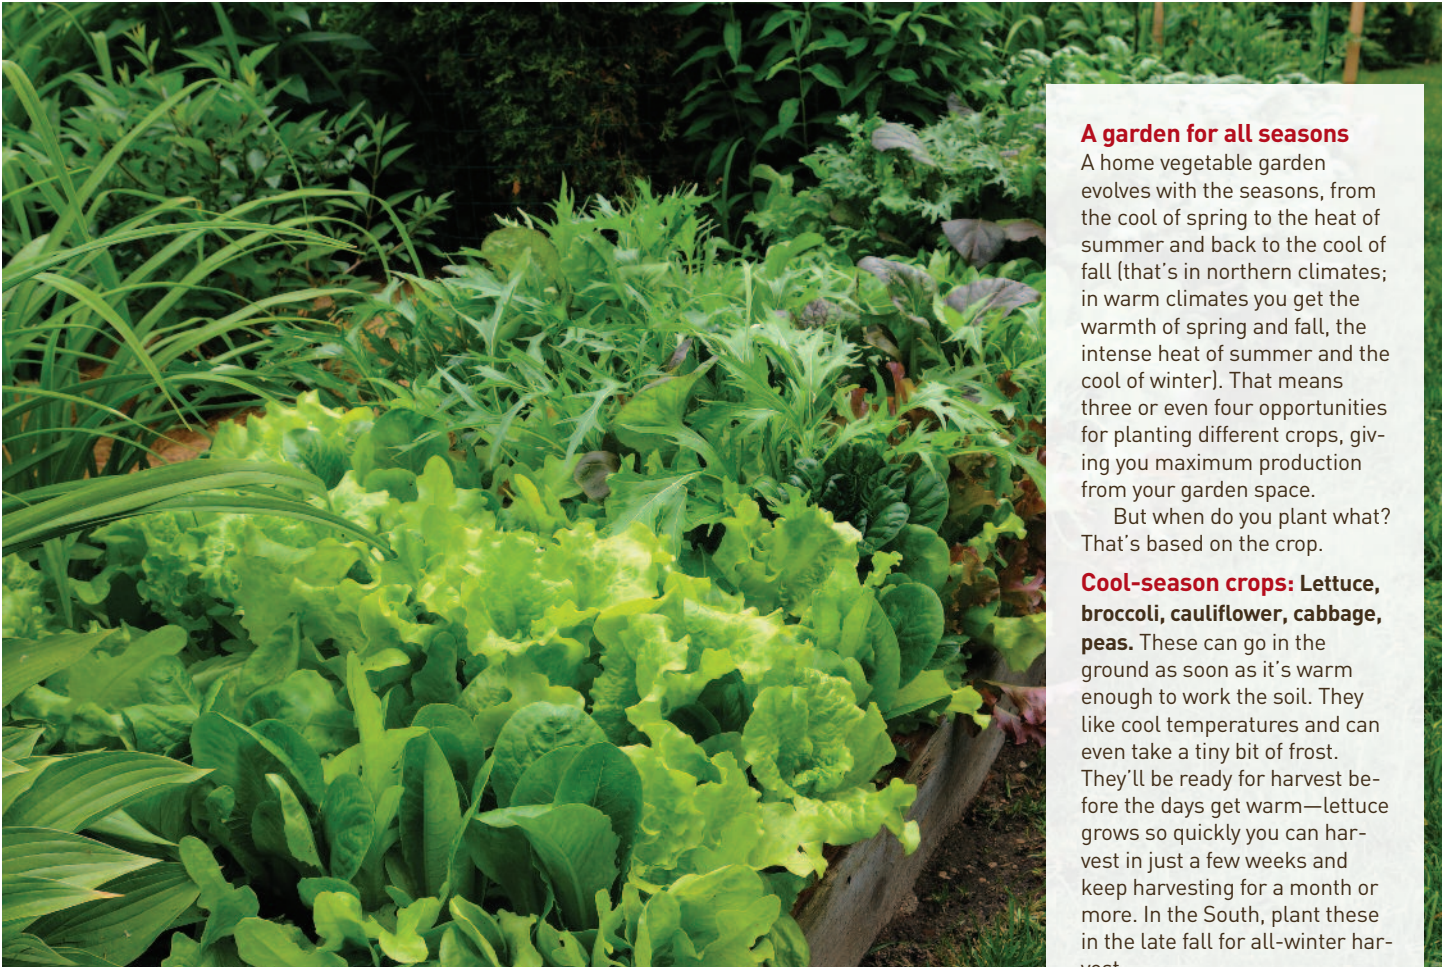 A garden for all seasons
A home vegetable garden
evolves with the seasons, from
the cool of spring to the heat of
summer and back to the cool of
fall (that's in northern climates;
in warm climates you get the
warmth of spring and fall, the
intense heat of summer and the
cool of winter). That means
three or even four opportunities
for planting different crops, giv-
ing you maximum production
from your garden space.
But when do you plant what?
That's based on the crop.
Cool-season crops: Lettuce,
broccoli, cauliflower, cabbage,
peas. These can go in the
ground as soon as it's warm
enough to work the soil. They
like cool temperatures and can
even take a tiny bit of frost.
They'll be ready for harvest be-
fore the days get warm—lettuce
grows so quickly you can har-
vest in just a few weeks and
keep harvesting for a month or
more. In the South, plant these
in the late fall for all-winter har-